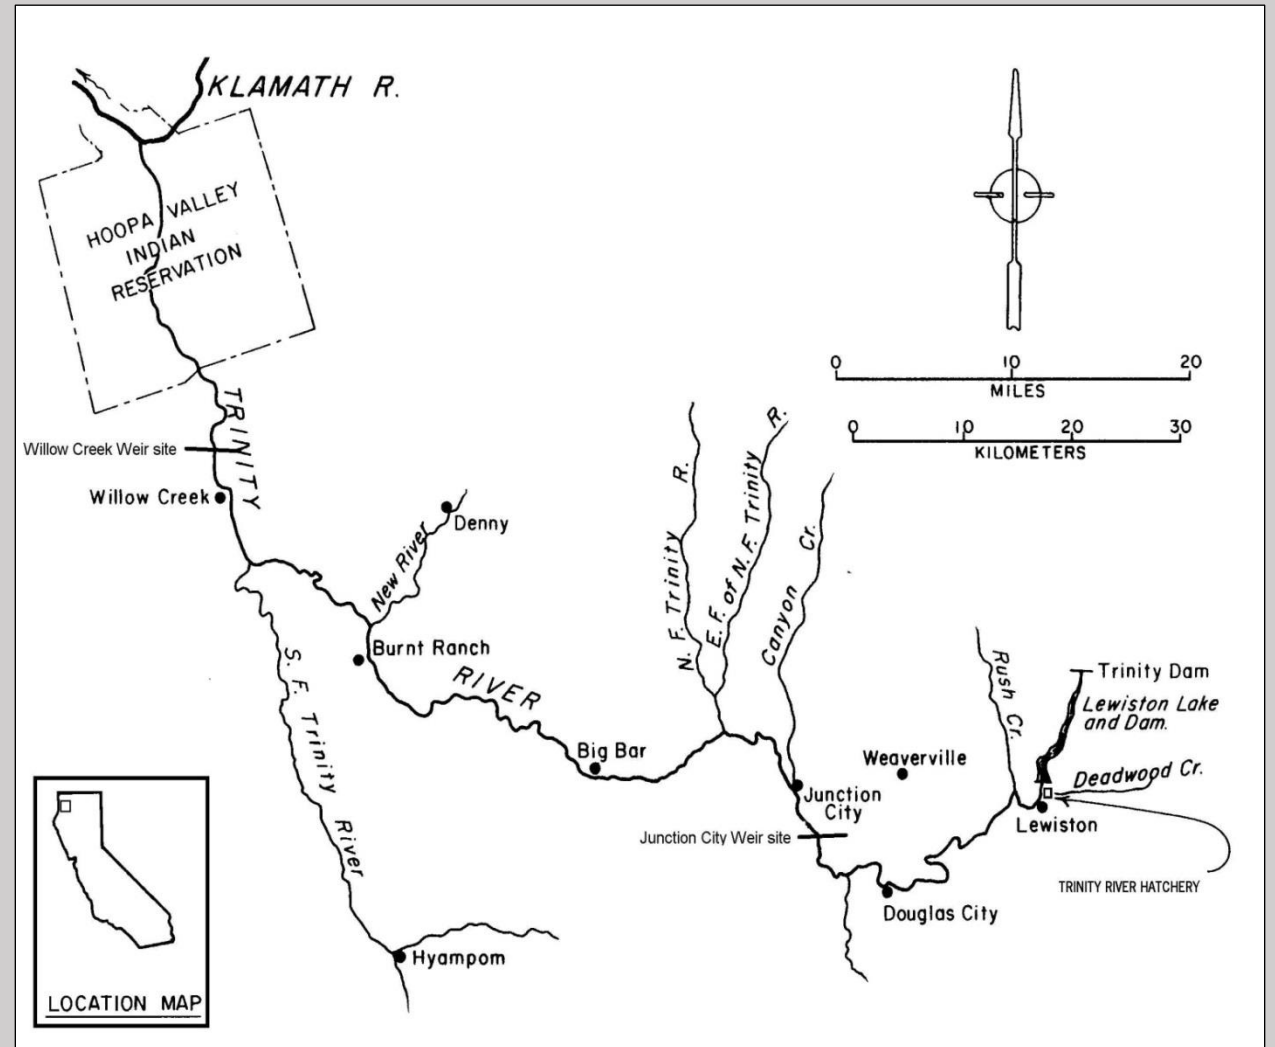 KLAMATH R.
HOOPA VALLEY
INDIAN
RESERVATION
0 10 20
MILES
0 10 20 30
KILOMETERS
TRINITY
Willow Creek Weir site
Willow Creek
Denny
New River
N. F. Trinity R.
E. F. of N. F. Trinity R.
Canyon Cr.
Burnt Ranch
RIVER
S. F. Trinity River
Rush Cr.
Trinity Dam
Lewiston Lake
and Dam.
Big Bar
Weaverville
Deadwood Cr.
Junction
City
Lewiston
Junction City Weir site
TRINITY RIVER HATCHERY
Douglas City
Hyampom
LOCATION MAP